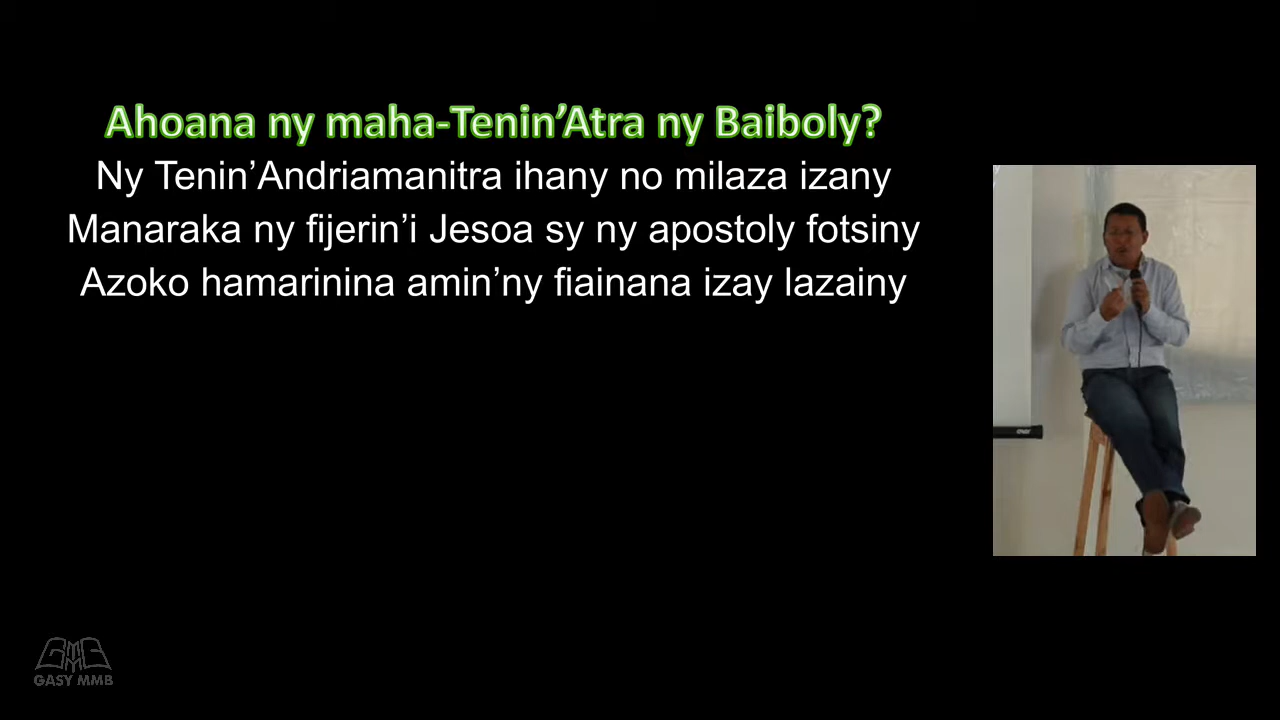 Ahoana ny maha-Tenin’Atra ny Baiboly?
Ny Tenin’Andriamanitra ihany no milaza izany
Manaraka ny fijerin’i Jesoa sy ny apostoly fotsiny
Azoko hamarinina amin’ny fiainana izay lazainy
GASY MMB